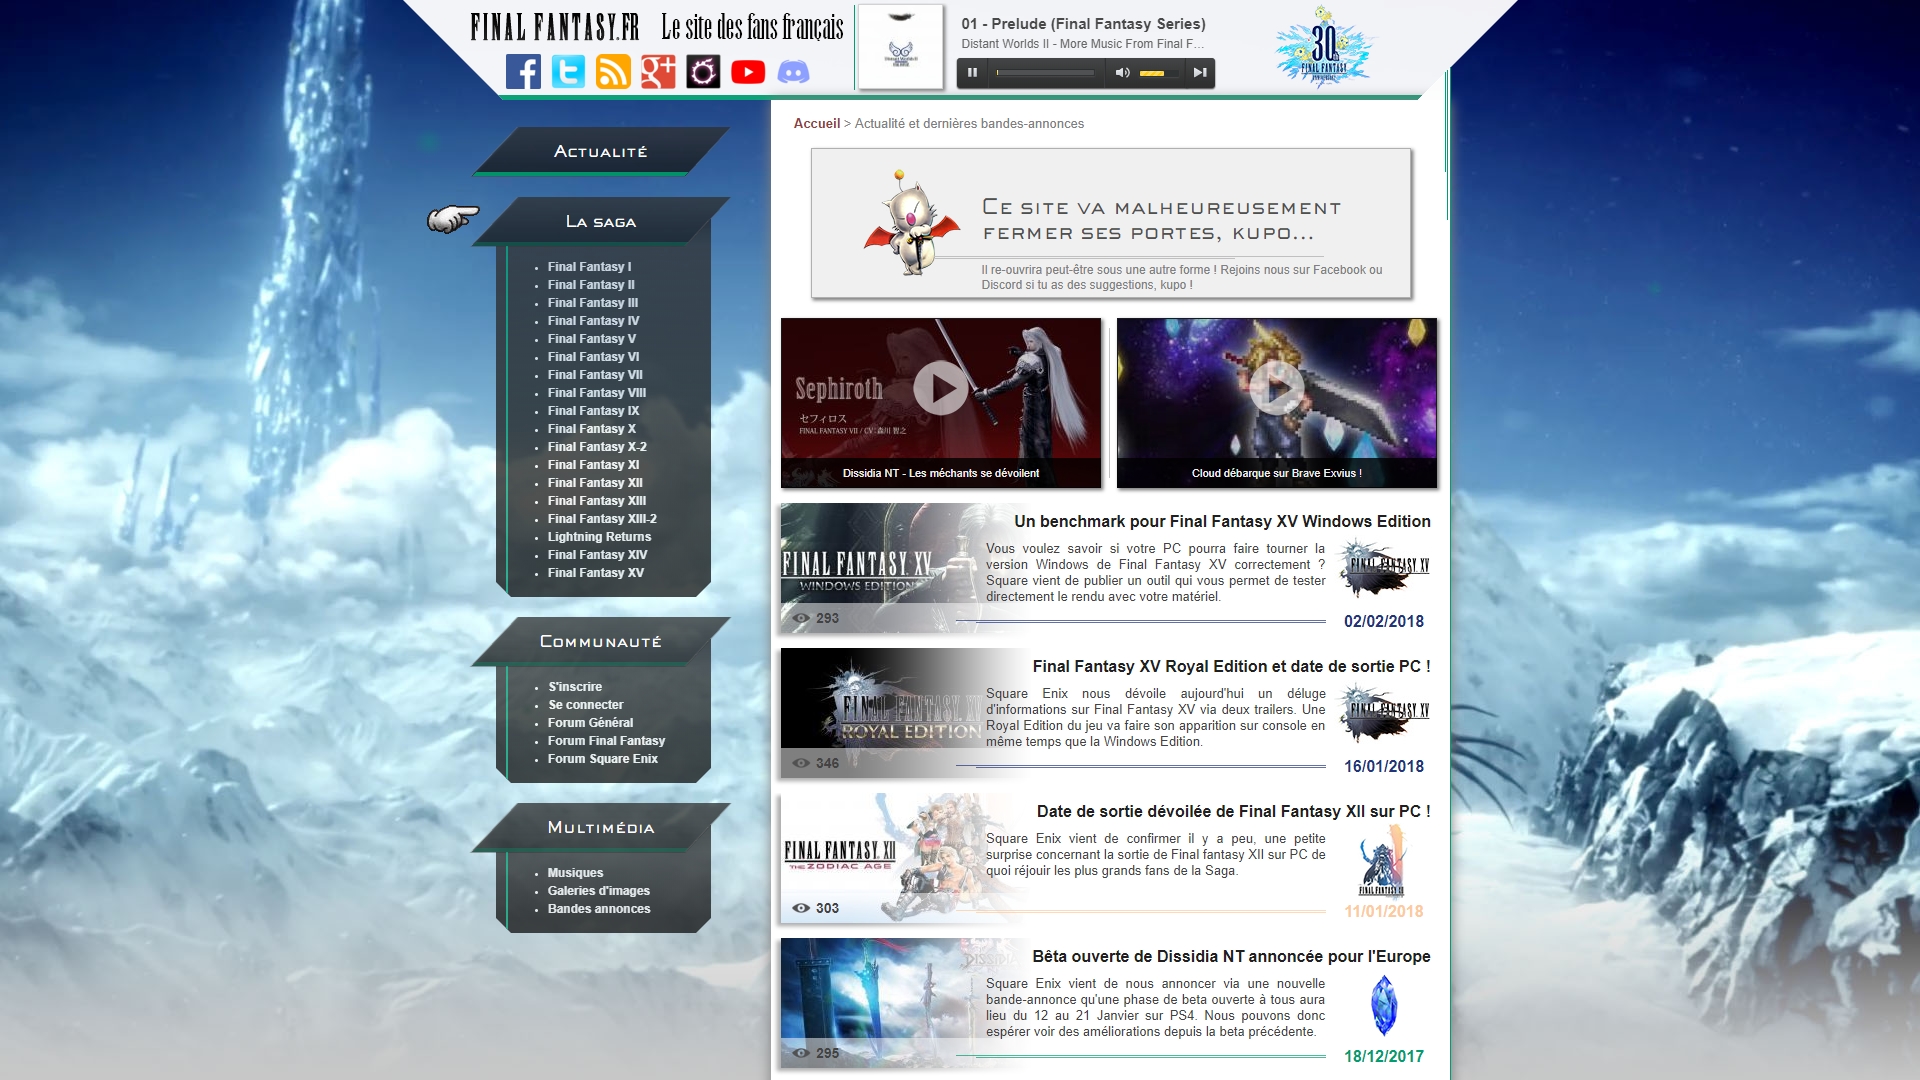 FINAL FANTASY.FR Le site des fans français
01 - Prelude (Final Fantasy Series)
Distant Worlds II - More Music From Final F...
30th
FINAL FANTASY
ANNIVERSARY
Accueil > Actualité et dernières bandes-annonces
Actualité
La saga
Final Fantasy I
Final Fantasy II
Final Fantasy III
Final Fantasy IV
Final Fantasy V
Final Fantasy VI
Final Fantasy VII
Final Fantasy VIII
Final Fantasy IX
Final Fantasy X
Final Fantasy X-2
Final Fantasy XI
Final Fantasy XII
Final Fantasy XIII
Final Fantasy XIII-2
Lightning Returns
Final Fantasy XIV
Final Fantasy XV
Communauté
S'inscrire
Se connecter
Forum Général
Forum Final Fantasy
Forum Square Enix
Multimédia
Musiques
Galeries d'images
Bandes annonces
Ce site va malheureusement
fermer ses portes, kupo...
Il re-ouvrira peut-être sous une autre forme ! Rejoins nous sur Facebook ou
Discord si tu as des suggestions, kupo !
Sephiroth
セフィロス
FINAL FANTASY VII / CV:森川 智之
Dissidia NT - Les méchants se dévoilent
Cloud débarque sur Brave Exvius !
Un benchmark pour Final Fantasy XV Windows Edition
FINAL FANTASY XV
WINDOWS EDITION
Vous voulez savoir si votre PC pourra faire tourner la
version Windows de Final Fantasy XV correctement ?
Square vient de publier un outil qui vous permet de tester
directement le rendu avec votre matériel.
FINAL FANTASY XV
293
02/02/2018
Final Fantasy XV Royal Edition et date de sortie PC !
FINAL FANTASY XV
ROYAL EDITION
Square Enix nous dévoile aujourd'hui un déluge
d'informations sur Final Fantasy XV via deux trailers. Une
Royal Edition du jeu va faire son apparition sur console en
même temps que la Windows Edition.
FINAL FANTASY XV
346
16/01/2018
Date de sortie dévoilée de Final Fantasy XII sur PC !
FINAL FANTASY XII
THE ZODIAC AGE
Square Enix vient de confirmer il y a peu, une petite
surprise concernant la sortie de Final fantasy XII sur PC de
quoi réjouir les plus grands fans de la Saga.
FINAL FANTASY XII
303
11/01/2018
Bêta ouverte de Dissidia NT annoncée pour l'Europe
DISSIDIA
Square Enix vient de nous annoncer via une nouvelle
bande-annonce qu'une phase de beta ouverte à tous aura
lieu du 12 au 21 Janvier sur PS4. Nous pouvons donc
espérer voir des améliorations depuis la beta précédente.
295
18/12/2017